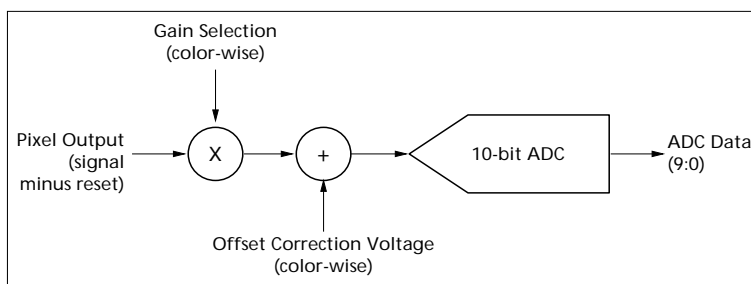 Gain Selection
(color-wise)
Pixel Output
(signal
minus reset)
X
+
10-bit ADC
ADC Data
(9:0)
Offset Correction Voltage
(color-wise)